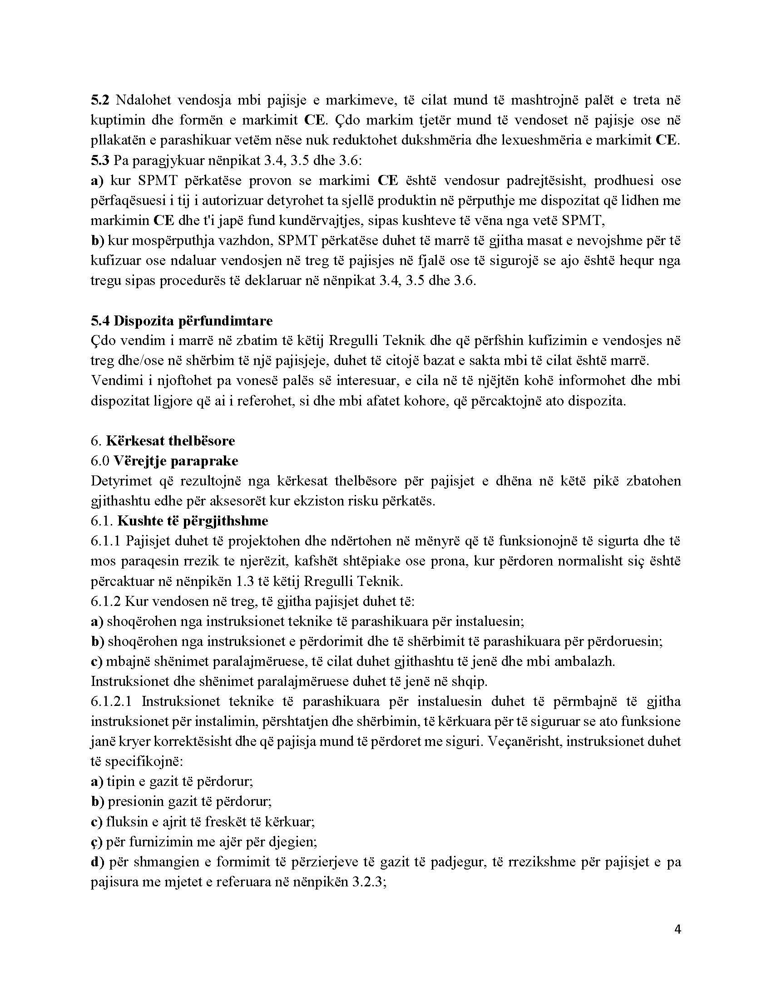 5.2 Ndalohet vendosja mbi pajisje e markimeve, të cilat mund të mashtrojnë palët e treta në
kuptimin dhe formën e markimit CE. Çdo markim tjetër mund të vendoset në pajisje ose në
pllakatën e parashikuar vetëm nëse nuk reduktohet dukshmëria dhe lexueshmëria e markimit CE.
5.3 Pa paragjykuar nënpikat 3.4, 3.5 dhe 3.6:
a) kur SPMT përkatëse provon se markimi CE është vendosur padrejtësisht, prodhuesi ose
përfaqësuesi i tij i autorizuar detyrohet ta sjellë produktin në përputhje me dispozitat që lidhen me
markimin CE dhe t'i japë fund kundërvajtjes, sipas kushteve të vëna nga vetë SPMT,
b) kur mospërputhja vazhdon, SPMT përkatëse duhet të marrë të gjitha masat e nevojshme për të
kufizuar ose ndaluar vendosjen në treg të pajisjes në fjalë ose të sigurojë se ajo është hequr nga
tregu sipas procedurës të deklaruar në nënpikat 3.4, 3.5 dhe 3.6.
5.4 Dispozita përfundimtare
Çdo vendim i marrë në zbatim të këtij Rregulli Teknik dhe që përfshin kufizimin e vendosjes në
treg dhe/ose në shërbim të një pajisjeje, duhet të citojë bazat e sakta mbi të cilat është marrë.
Vendimi i njoftohet pa vonesë palës së interesuar, e cila në të njëjtën kohë informohet dhe mbi
dispozitat ligjore që ai i referohet, si dhe mbi afatet kohore, që përcaktojnë ato dispozita.
6. Kërkesat thelbësore
6.0 Vërejtje paraprake
Detyrimet që rezultojnë nga kërkesat thelbësore për pajisjet e dhëna në këtë pikë zbatohen
gjithashtu edhe për aksesorët kur ekziston risku përkatës.
6.1. Kushte të përgjithshme
6.1.1 Pajisjet duhet të projektohen dhe ndërtohen në mënyrë që të funksionojnë të sigurta dhe të
mos paraqesin rrezik te njerëzit, kafshët shtëpiake ose prona, kur përdoren normalisht siç është
përcaktuar në nënpikën 1.3 të këtij Rregulli Teknik.
6.1.2 Kur vendosen në treg, të gjitha pajisjet duhet të:
a) shoqërohen nga instruksionet teknike të parashikuara për instaluesin;
b) shoqërohen nga instruksionet e përdorimit dhe të shërbimit të parashikuara për përdoruesin;
c) mbajnë shënimet paralajmëruese, të cilat duhet gjithashtu të jenë dhe mbi ambalazh.
Instruksionet dhe shënimet paralajmëruese duhet të jenë në shqip.
6.1.2.1 Instruksionet teknike të parashikuara për instaluesin duhet të përmbajnë të gjitha
instruksionet për instalimin, përshtatjen dhe shërbimin, të kërkuara për të siguruar se ato funksione
janë kryer korrektësisht dhe që pajisja mund të përdoret me siguri. Veçanërisht, instruksionet duhet
të specifikojnë:
a) tipin e gazit të përdorur;
b) presionin gazit të përdorur;
c) fluksin e ajrit të freskët të kërkuar;
ç) për furnizimin me ajër për djegien;
d) për shmangien e formimit të përzierjeve të gazit të padjegur, të rrezikshme për pajisjet e pa
pajisura me mjetet e referuara në nënpikën 3.2.3;
4